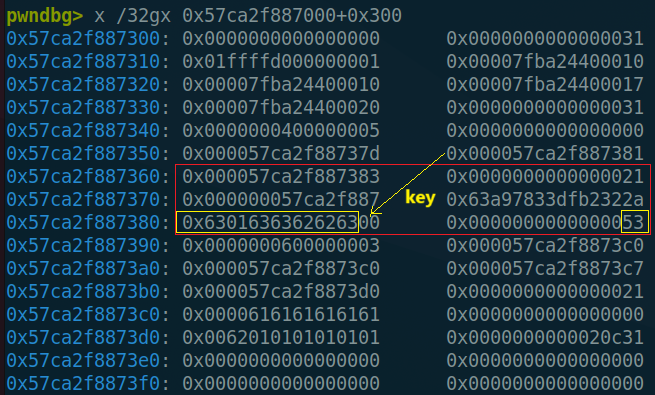 pwndbg> x /32gx 0x57ca2f887000+0x300
0x57ca2f887300: 0x0000000000000000 0x0000000000000031
0x57ca2f887310: 0x01ffffd000000001 0x00007fba24400010
0x57ca2f887320: 0x00007fba24400010 0x00007fba24400017
0x57ca2f887330: 0x00007fba24400020 0x0000000000000031
0x57ca2f887340: 0x0000000400000005 0x0000000000000000
0x57ca2f887350: 0x000057ca2f88737d 0x000057ca2f887381
0x57ca2f887360: 0x000057ca2f887383 0x0000000000000021
0x57ca2f887370: 0x000000057ca2f887 0x63a97833dfb2322a
key
0x57ca2f887380: 0x6301636362626300 0x0000000000000053
0x57ca2f887390: 0x0000000600000003 0x000057ca2f8873c0
0x57ca2f8873a0: 0x000057ca2f8873c0 0x000057ca2f8873c7
0x57ca2f8873b0: 0x000057ca2f8873d0 0x0000000000000021
0x57ca2f8873c0: 0x0000616161616161 0x0000000000000000
0x57ca2f8873d0: 0x0062010101010101 0x0000000000020c31
0x57ca2f8873e0: 0x0000000000000000 0x0000000000000000
0x57ca2f8873f0: 0x0000000000000000 0x0000000000000000